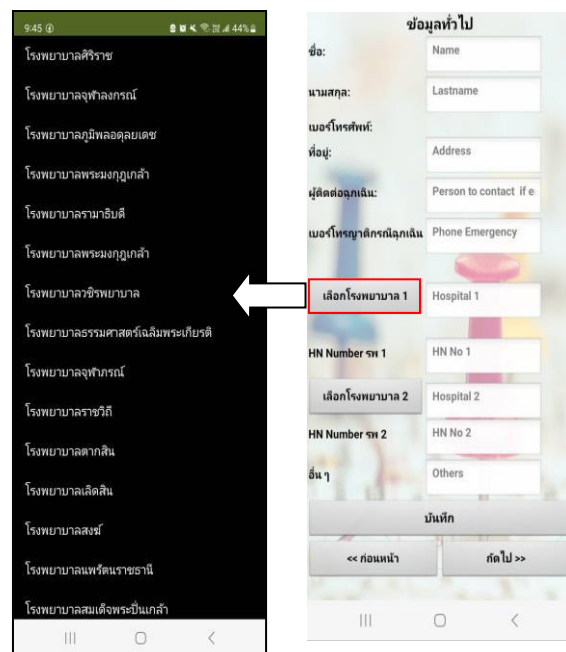 9:45 44%
โรงพยาบาลศิริราช
โรงพยาบาลจุฬาลงกรณ์
โรงพยาบาลภูมิพลอดุลยเดช
โรงพยาบาลพระมงกุฎเกล้า
โรงพยาบาลรามาธิบดี
โรงพยาบาลพระมงกุฎเกล้า
โรงพยาบาลวชิรพยาบาล
โรงพยาบาลธรรมศาสตร์เฉลิมพระเกียรติ
โรงพยาบาลจุฬาภรณ์
โรงพยาบาลราชวิถี
โรงพยาบาลตากสิน
โรงพยาบาลเลิดสิน
โรงพยาบาลสงฆ์
โรงพยาบาลนพรัตนราชธานี
โรงพยาบาลสมเด็จพระปิ่นเกล้า
ข้อมูลทั่วไป
ชื่อ: Name
นามสกุล: Lastname
เบอร์โทรศัพท์:
ที่อยู่: Address
ผู้ติดต่อฉุกเฉิน: Person to contact if e
เบอร์โทรญาติกรณีฉุกเฉิน Phone Emergency
เลือกโรงพยาบาล 1 Hospital 1
HN Number รพ 1 HN No 1
เลือกโรงพยาบาล 2 Hospital 2
HN Number รพ 2 HN No 2
อื่น ๆ Others
บันทึก
<< ก่อนหน้า ถัดไป >>